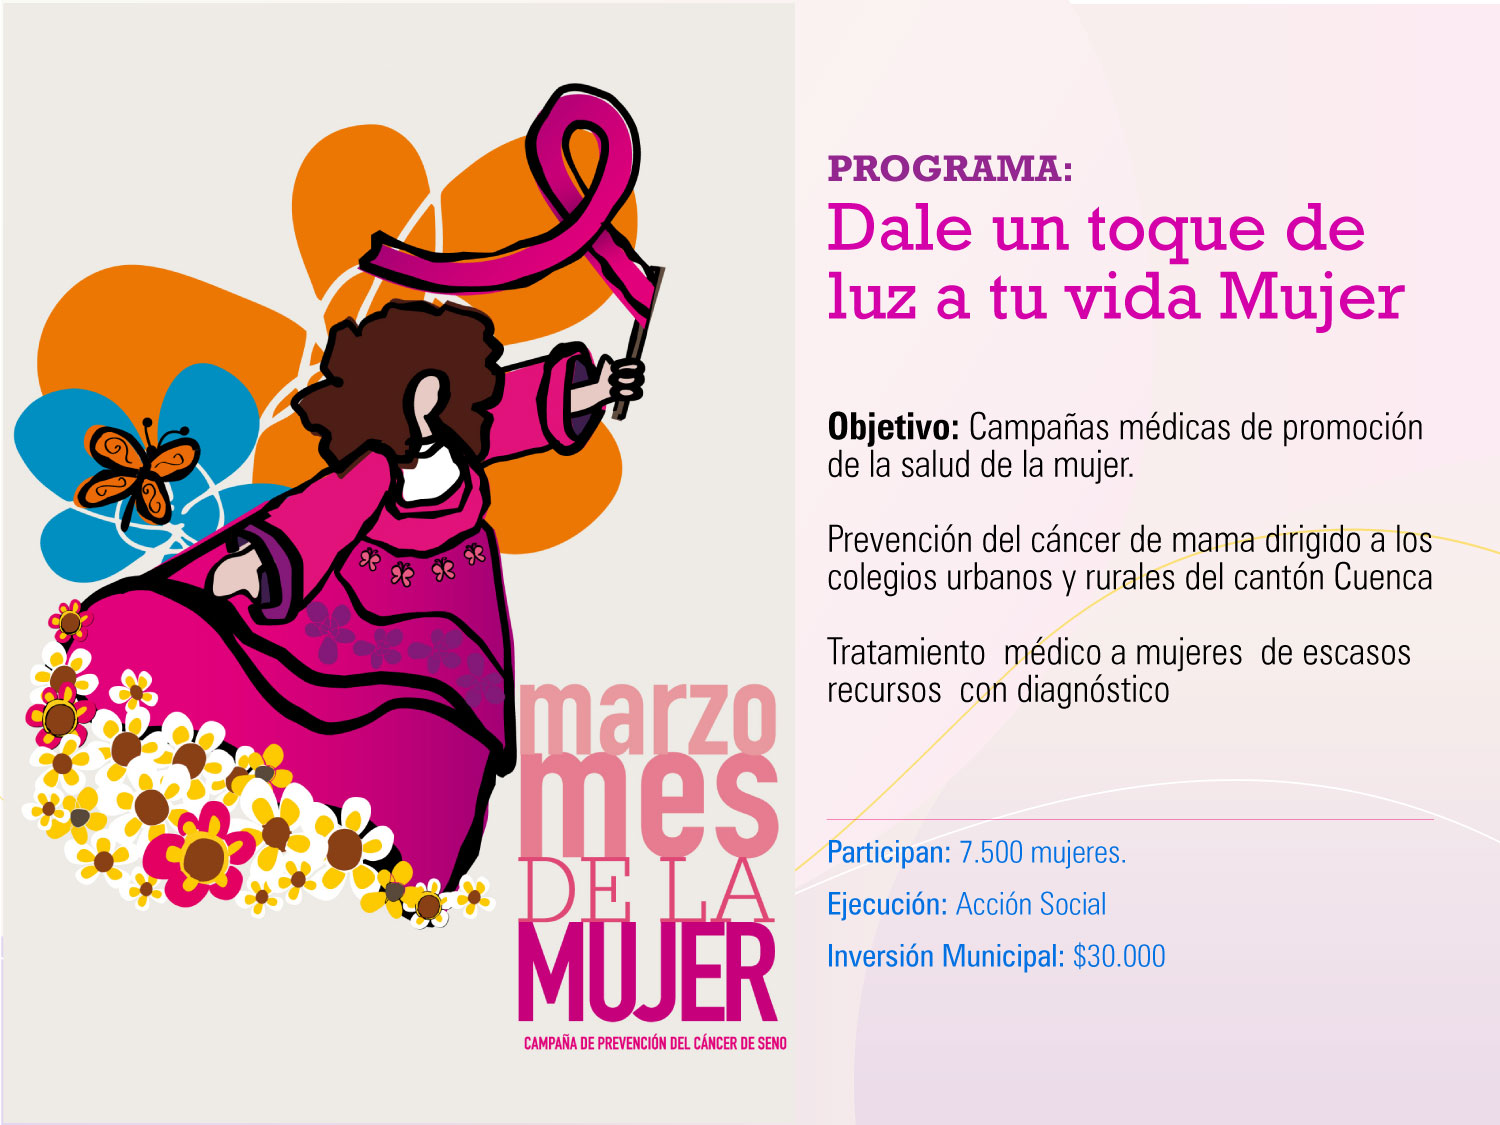 marzo
mes
DE LA
MUJER
CAMPAÑA DE PREVENCIÓN DEL CÁNCER DE SENO
PROGRAMA:
Dale un toque de
luz a tu vida Mujer
Objetivo: Campañas médicas de promoción
de la salud de la mujer.
Prevención del cáncer de mama dirigido a los
colegios urbanos y rurales del cantón Cuenca
Tratamiento  médico a mujeres  de escasos
recursos  con diagnóstico
Participan: 7.500 mujeres.
Ejecución: Acción Social
Inversión Municipal: $30.000